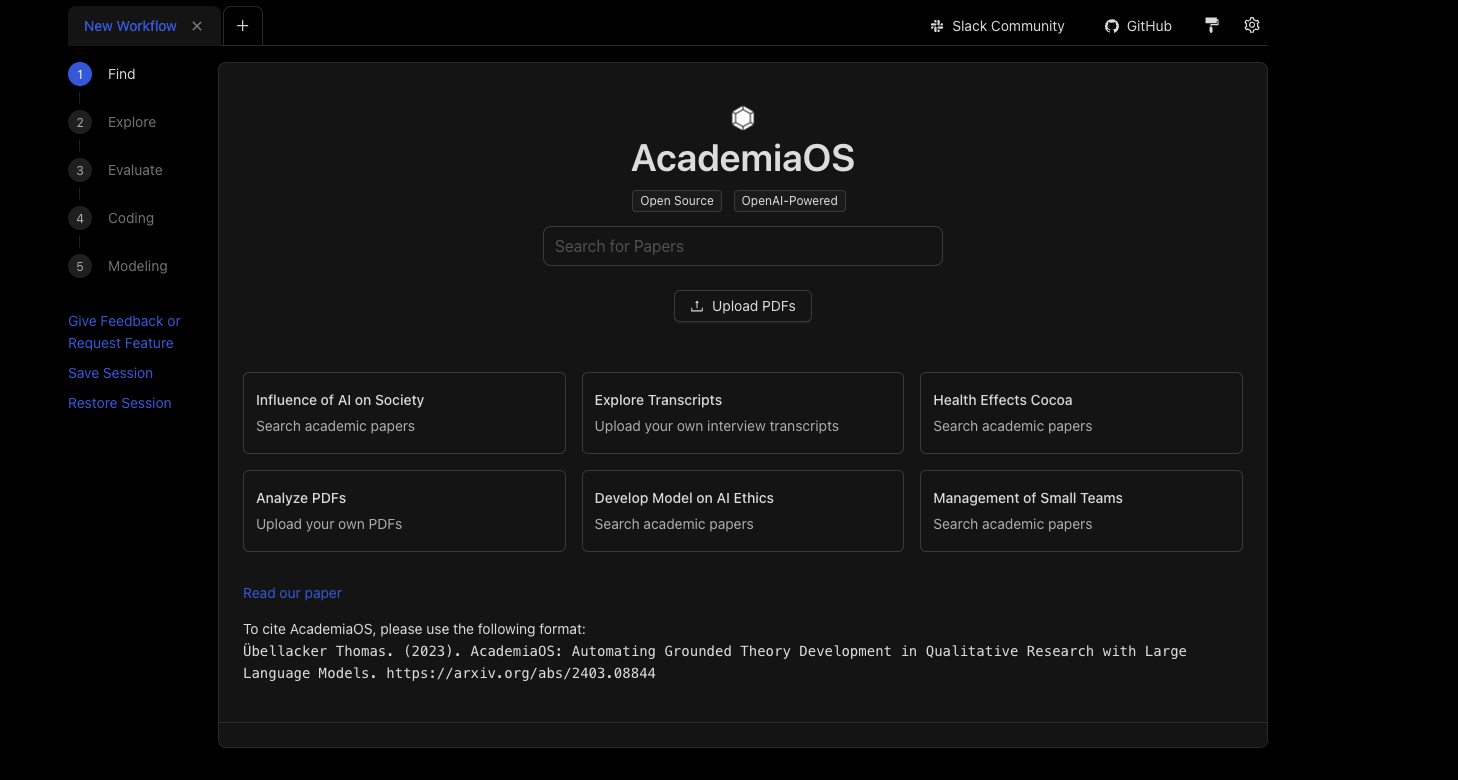 New Workflow
Slack Community
GitHub
1 Find
2 Explore
3 Evaluate
4 Coding
5 Modeling
Give Feedback or
Request Feature
Save Session
Restore Session
AcademiaOS
Open Source
OpenAI-Powered
Search for Papers
Upload PDFs
Influence of AI on Society
Search academic papers
Explore Transcripts
Upload your own interview transcripts
Health Effects Cocoa
Search academic papers
Analyze PDFs
Upload your own PDFs
Develop Model on AI Ethics
Search academic papers
Management of Small Teams
Search academic papers
Read our paper
To cite AcademiaOS, please use the following format:
Übellacker Thomas. (2023). AcademiaOS: Automating Grounded Theory Development in Qualitative Research with Large
Language Models. https://arxiv.org/abs/2403.08844